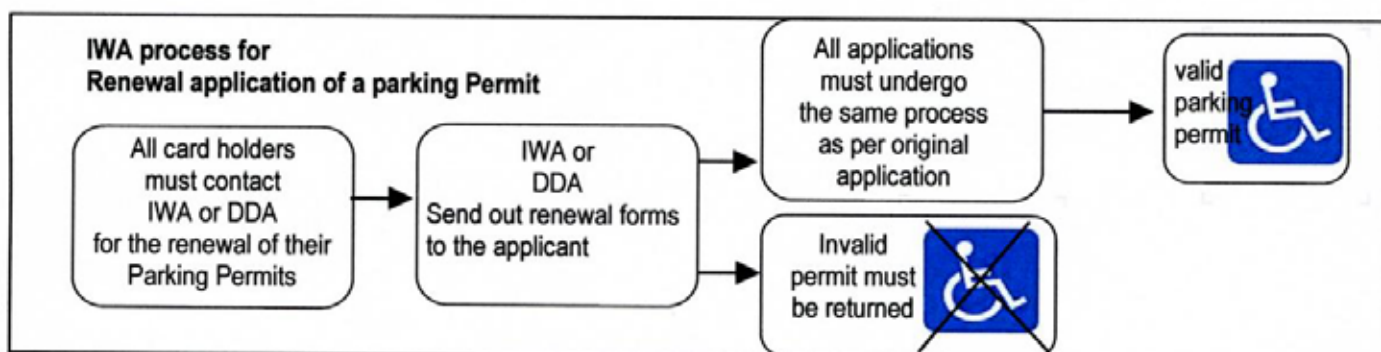 IWA process for
Renewal application of a parking Permit
All card holders
must contact
IWA or DDA
for the renewal of their
Parking Permits
IWA or
DDA
Send out renewal forms
to the applicant
All applications
must undergo
the same process
as per original
application
valid
parking
permit
Invalid
permit must
be returned